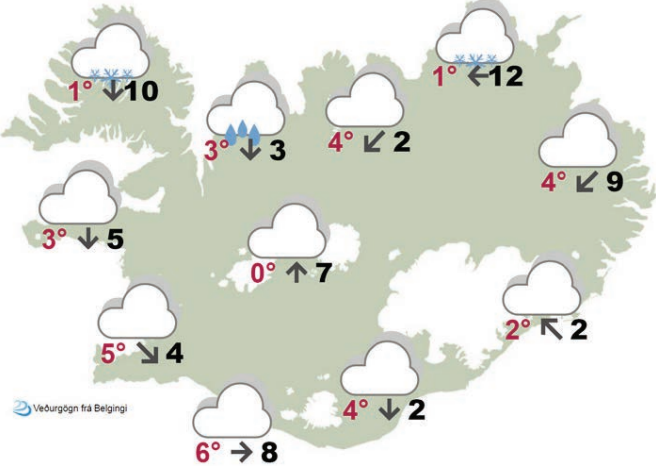 1° ↓ 10
1° ← 12
3° ↓ 3
4° ↙ 2
4° ↙ 9
3° ↓ 5
0° ↑ 7
2° ↖ 2
5° ↘ 4
4° ↓ 2
Veðurgögn frá Belgingi
6° → 8